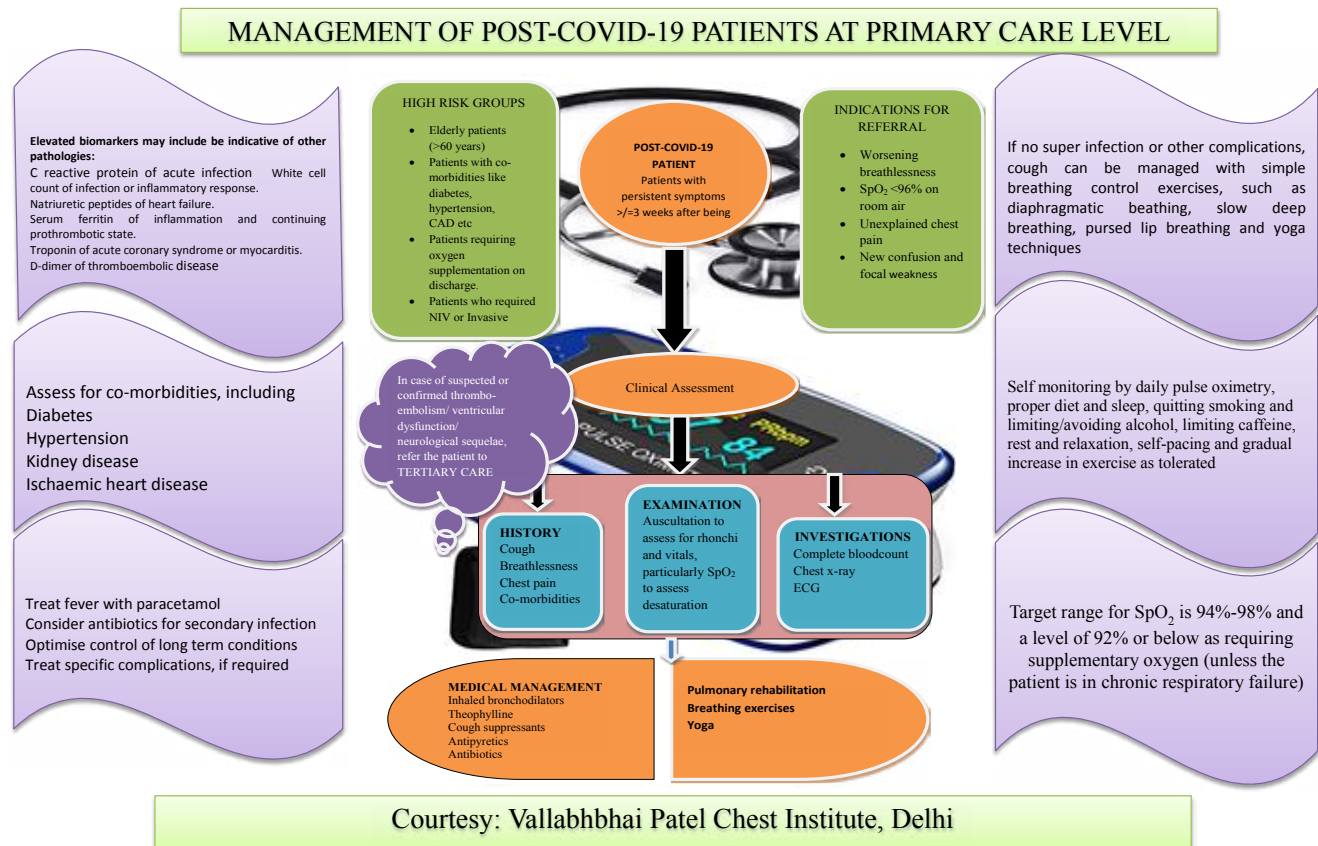 MANAGEMENT OF POST-COVID-19 PATIENTS AT PRIMARY CARE LEVEL
Elevated biomarkers may include be indicative of other
pathologies:
C reactive protein of acute infection White cell
count of infection or inflammatory response.
Natriuretic peptides of heart failure.
Serum ferritin of inflammation and continuing
prothrombotic state.
Troponin of acute coronary syndrome or myocarditis.
D-dimer of thromboembolic disease
Assess for co-morbidities, including
Diabetes
Hypertension
Kidney disease
Ischaemic heart disease
Treat fever with paracetamol
Consider antibiotics for secondary infection
Optimise control of long term conditions
Treat specific complications, if required
HIGH RISK GROUPS
• Elderly patients
(>60 years)
• Patients with co-
morbidities like
diabetes,
hypertension,
CAD etc
• Patients requiring
oxygen
supplementation on
discharge.
• Patients who required
NIV or Invasive
POST-COVID-19
PATIENT
Patients with
persistent symptoms
>/=3 weeks after being
INDICATIONS FOR
REFERRAL
• Worsening
breathlessness
• SpO₂ <96% on
room air
• Unexplained chest
pain
• New confusion and
focal weakness
In case of suspected or
confirmed thrombo-
embolism/ ventricular
dysfunction/
neurological sequelae,
refer the patient to
TERTIARY CARE
Clinical Assessment
PRbpm
84
PULSE OXIM
HISTORY
Cough
Breathlessness
Chest pain
Co-morbidities
EXAMINATION
Auscultation to
assess for rhonchi
and vitals,
particularly SpO₂
to assess
desaturation
INVESTIGATIONS
Complete bloodcount
Chest x-ray
ECG
MEDICAL MANAGEMENT
Inhaled bronchodilators
Theophylline
Cough suppressants
Antipyretics
Antibiotics
Pulmonary rehabilitation
Breathing exercises
Yoga
If no super infection or other complications,
cough can be managed with simple
breathing control exercises, such as
diaphragmatic beathing, slow deep
breathing, pursed lip breathing and yoga
techniques
Self monitoring by daily pulse oximetry,
proper diet and sleep, quitting smoking and
limiting/avoiding alcohol, limiting caffeine,
rest and relaxation, self-pacing and gradual
increase in exercise as tolerated
Target range for SpO₂ is 94%-98% and
a level of 92% or below as requiring
supplementary oxygen (unless the
patient is in chronic respiratory failure)
Courtesy: Vallabhbhai Patel Chest Institute, Delhi